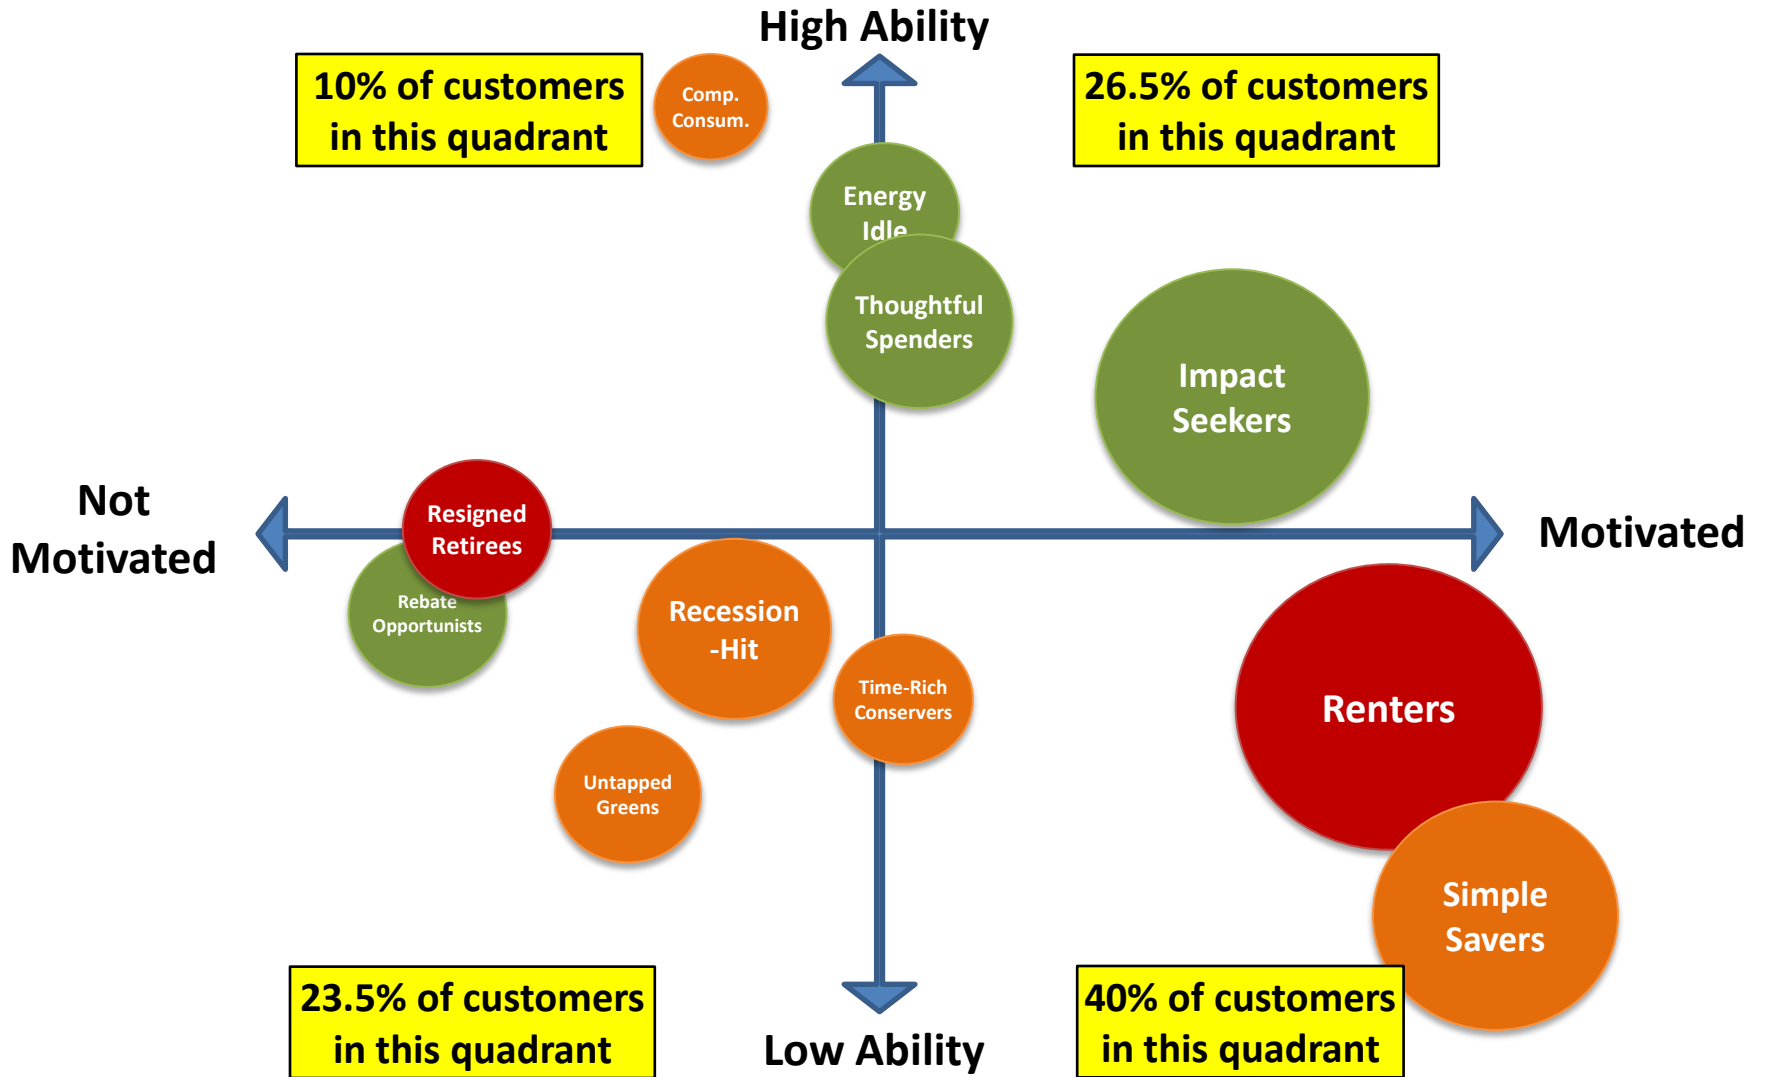 High Ability
10% of customers
in this quadrant
Comp.
Consum.
26.5% of customers
in this quadrant
Energy
Idle
Thoughtful
Spenders
Impact
Seekers
Not
Motivated
Resigned
Retirees
Motivated
Rebate
Opportunists
Recession
-Hit
Time-Rich
Conservers
Renters
Untapped
Greens
Simple
Savers
23.5% of customers
in this quadrant
Low Ability
40% of customers
in this quadrant